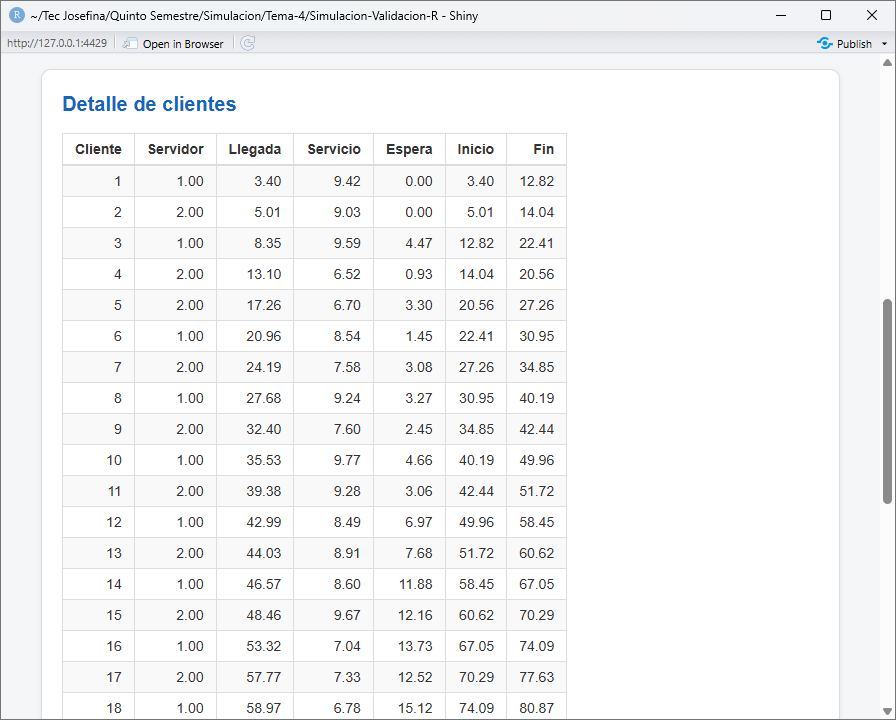 ~/Tec Josefina/Quinto Semestre/Simulacion/Tema-4/Simulacion-Validacion-R - Shiny
http://127.0.0.1:4429 Open in Browser Publish
Detalle de clientes
Cliente Servidor Llegada Servicio Espera Inicio Fin
1 1.00 3.40 9.42 0.00 3.40 12.82
2 2.00 5.01 9.03 0.00 5.01 14.04
3 1.00 8.35 9.59 4.47 12.82 22.41
4 2.00 13.10 6.52 0.93 14.04 20.56
5 2.00 17.26 6.70 3.30 20.56 27.26
6 1.00 20.96 8.54 1.45 22.41 30.95
7 2.00 24.19 7.58 3.08 27.26 34.85
8 1.00 27.68 9.24 3.27 30.95 40.19
9 2.00 32.40 7.60 2.45 34.85 42.44
10 1.00 35.53 9.77 4.66 40.19 49.96
11 2.00 39.38 9.28 3.06 42.44 51.72
12 1.00 42.99 8.49 6.97 49.96 58.45
13 2.00 44.03 8.91 7.68 51.72 60.62
14 1.00 46.57 8.60 11.88 58.45 67.05
15 2.00 48.46 9.67 12.16 60.62 70.29
16 1.00 53.32 7.04 13.73 67.05 74.09
17 2.00 57.77 7.33 12.52 70.29 77.63
18 1.00 58.97 6.78 15.12 74.09 80.87